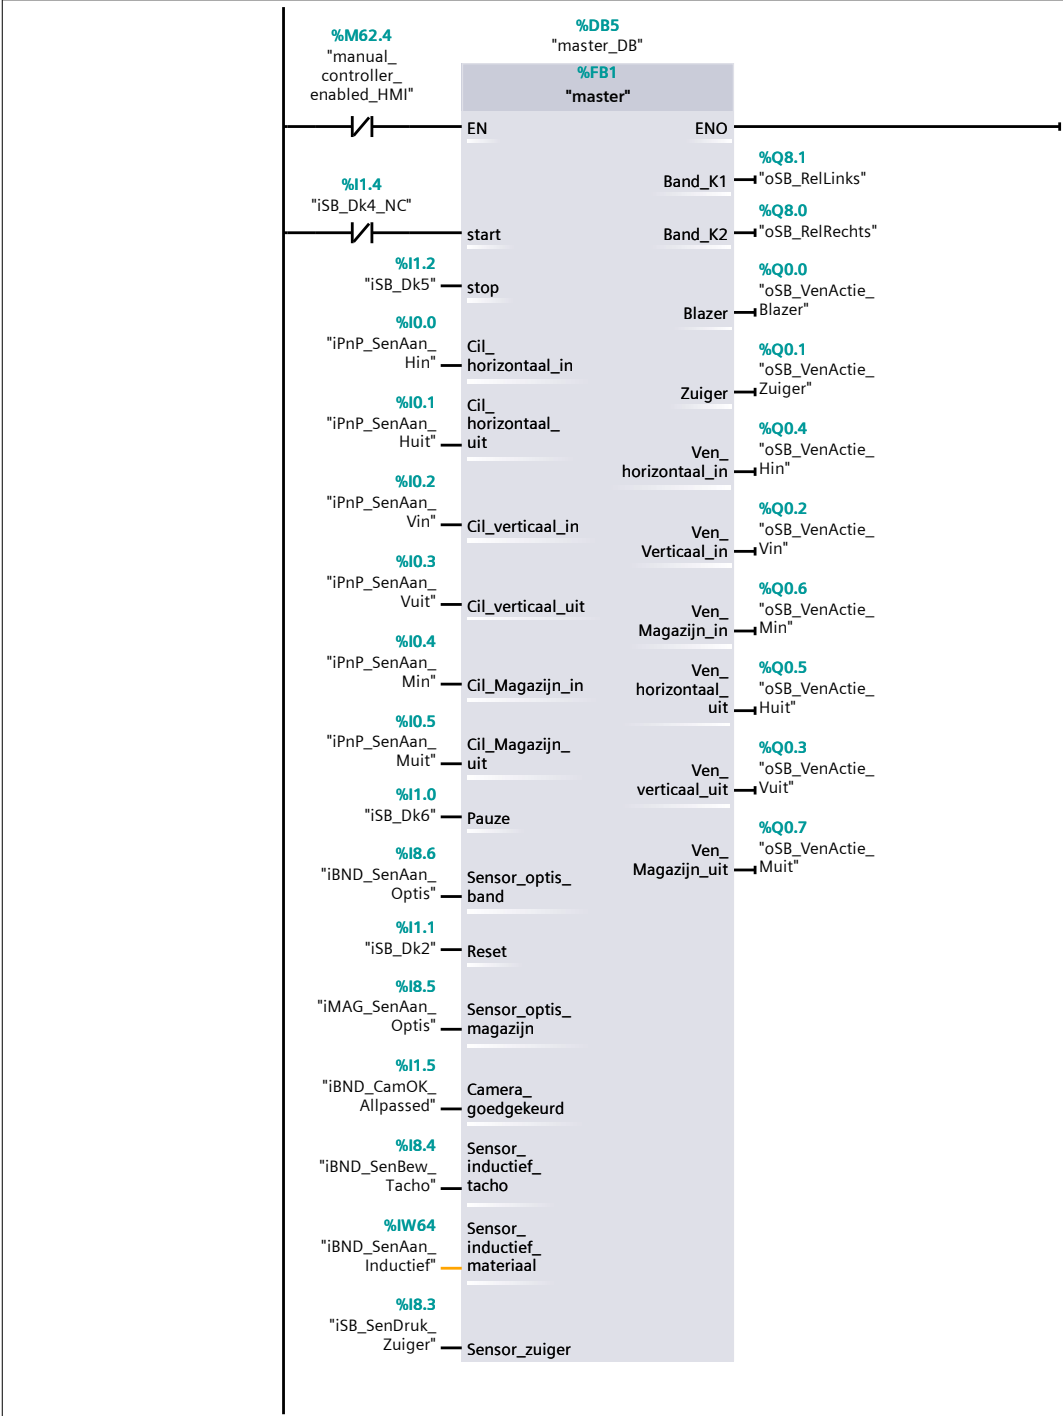 %M62.4
"manual_
controller_
enabled_HMI"
%DB5
"master_DB"
%FB1
"master"
EN
ENO
%I1.4
"iSB_Dk4_NC"
start
%I1.2
"iSB_Dk5"
stop
%I0.0
"iPnP_SenAan_
Hin"
Cil_
horizontaal_in
%I0.1
"iPnP_SenAan_
Huit"
Cil_
horizontaal_
uit
%I0.2
"iPnP_SenAan_
Vin"
Cil_verticaal_in
%I0.3
"iPnP_SenAan_
Vuit"
Cil_verticaal_uit
%I0.4
"iPnP_SenAan_
Min"
Cil_Magazijn_in
%I0.5
"iPnP_SenAan_
Muit"
Cil_Magazijn_
uit
%I1.0
"iSB_Dk6"
Pauze
%I8.6
"iBND_SenAan_
Optis"
Sensor_optis_
band
%I1.1
"iSB_Dk2"
Reset
%I8.5
"iMAG_SenAan_
Optis"
Sensor_optis_
magazijn
%I1.5
"iBND_CamOK_
Allpassed"
Camera_
goedgekeurd
%I8.4
"iBND_SenBew_
Tacho"
Sensor_
inductief_
tacho
%IW64
"iBND_SenAan_
Inductief"
Sensor_
inductief_
materiaal
%I8.3
"iSB_SenDruk_
Zuiger"
Sensor_zuiger
Band_K1
%Q8.1
"oSB_RelLinks"
Band_K2
%Q8.0
"oSB_RelRechts"
Blazer
%Q0.0
"oSB_VenActie_
Blazer"
Zuiger
%Q0.1
"oSB_VenActie_
Zuiger"
Ven_
horizontaal_in
%Q0.4
"oSB_VenActie_
Hin"
Ven_
Verticaal_in
%Q0.2
"oSB_VenActie_
Vin"
Ven_
Magazijn_in
%Q0.6
"oSB_VenActie_
Min"
Ven_
horizontaal_
uit
%Q0.5
"oSB_VenActie_
Huit"
Ven_
verticaal_uit
%Q0.3
"oSB_VenActie_
Vuit"
Ven_
Magazijn_uit
%Q0.7
"oSB_VenActie_
Muit"